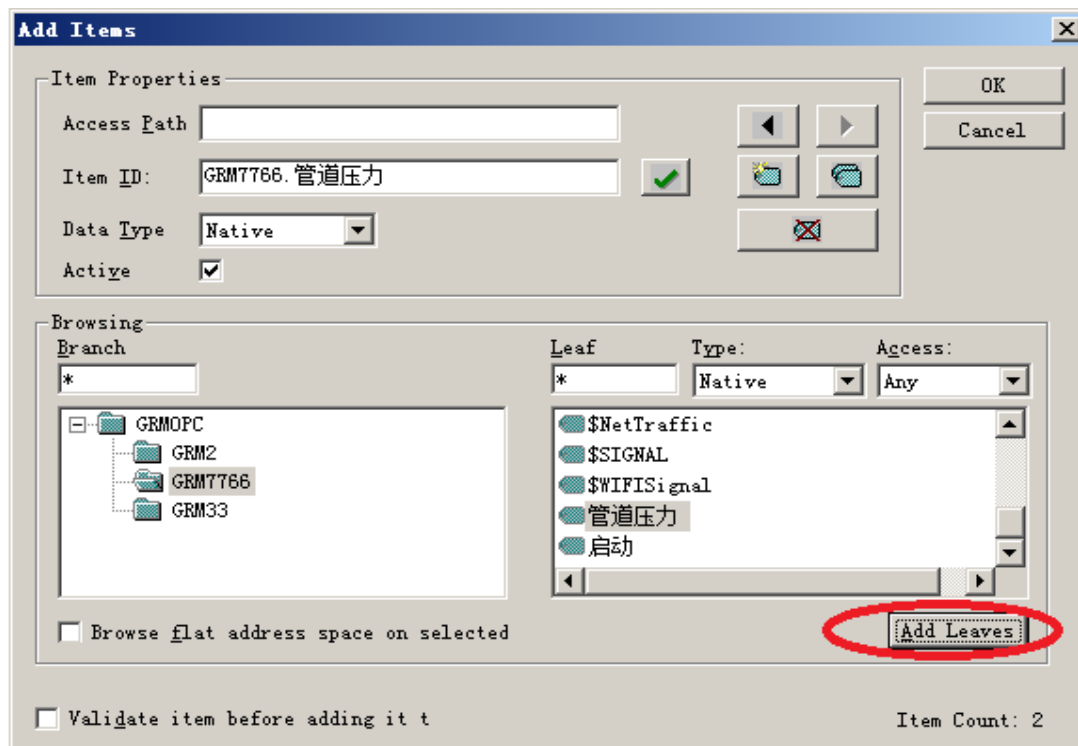 Add Items
Item Properties
OK
Access Path
Cancel
Item ID: GRM7766.管道压力
Data Type Native
Active
Browsing
Branch Leaf Type: Access:
* * Native Any
GRMOPC $NetTraffic
GRM2 $SIGNAL
GRM7766 $WIFISignal
GRM33 管道压力
启动
Browse flat address space on selected Add Leaves
Validate item before adding it t Item Count: 2